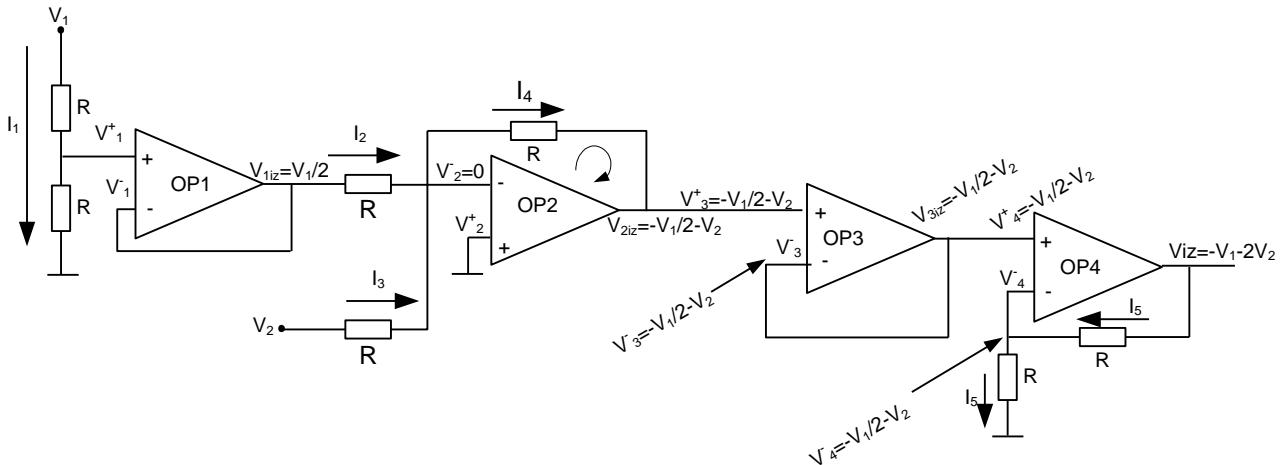 V₁
I₁
R
V⁺₁
+
V⁻₁
-
R
OP1
V₁ᵢz=V₁/2
I₂
R
V⁻₂=0
I₄
R
-
OP2
V⁺₂
+
V₂ᵢz=-V₁/2-V₂
V₂
I₃
R
V⁺₃=-V₁/2-V₂
+
OP3
V⁻₃
-
V⁻₃=-V₁/2-V₂
V₃ᵢz=-V₁/2-V₂
V⁺₄=-V₁/2-V₂
+
OP4
V⁻₄
-
Viz=-V₁-2V₂
I₅
R
R
I₅
V⁻₄=-V₁/2-V₂